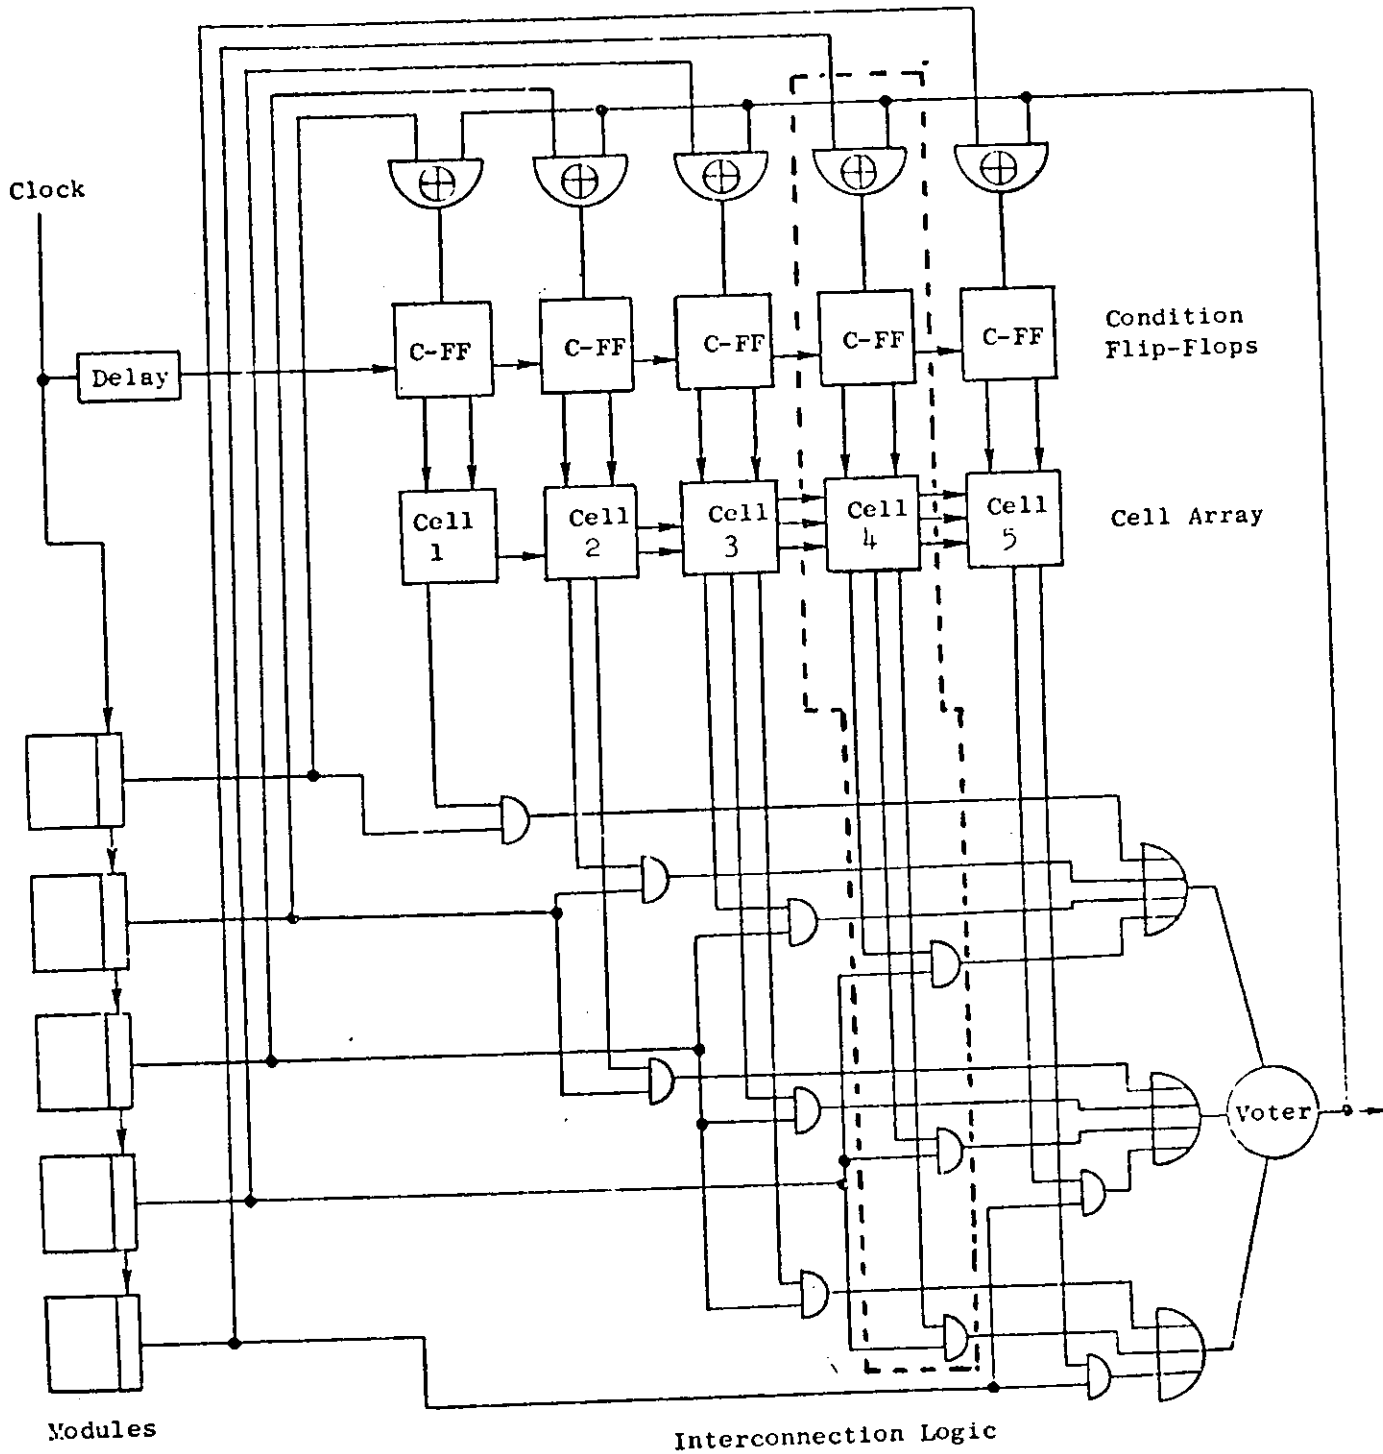 Clock
Delay
C-FF
C-FF
C-FF
C-FF
C-FF
Condition
Flip-Flops
Cell
1
Cell
2
Cell
3
Cell
4
Cell
5
Cell Array
Voter
Modules
Interconnection Logic